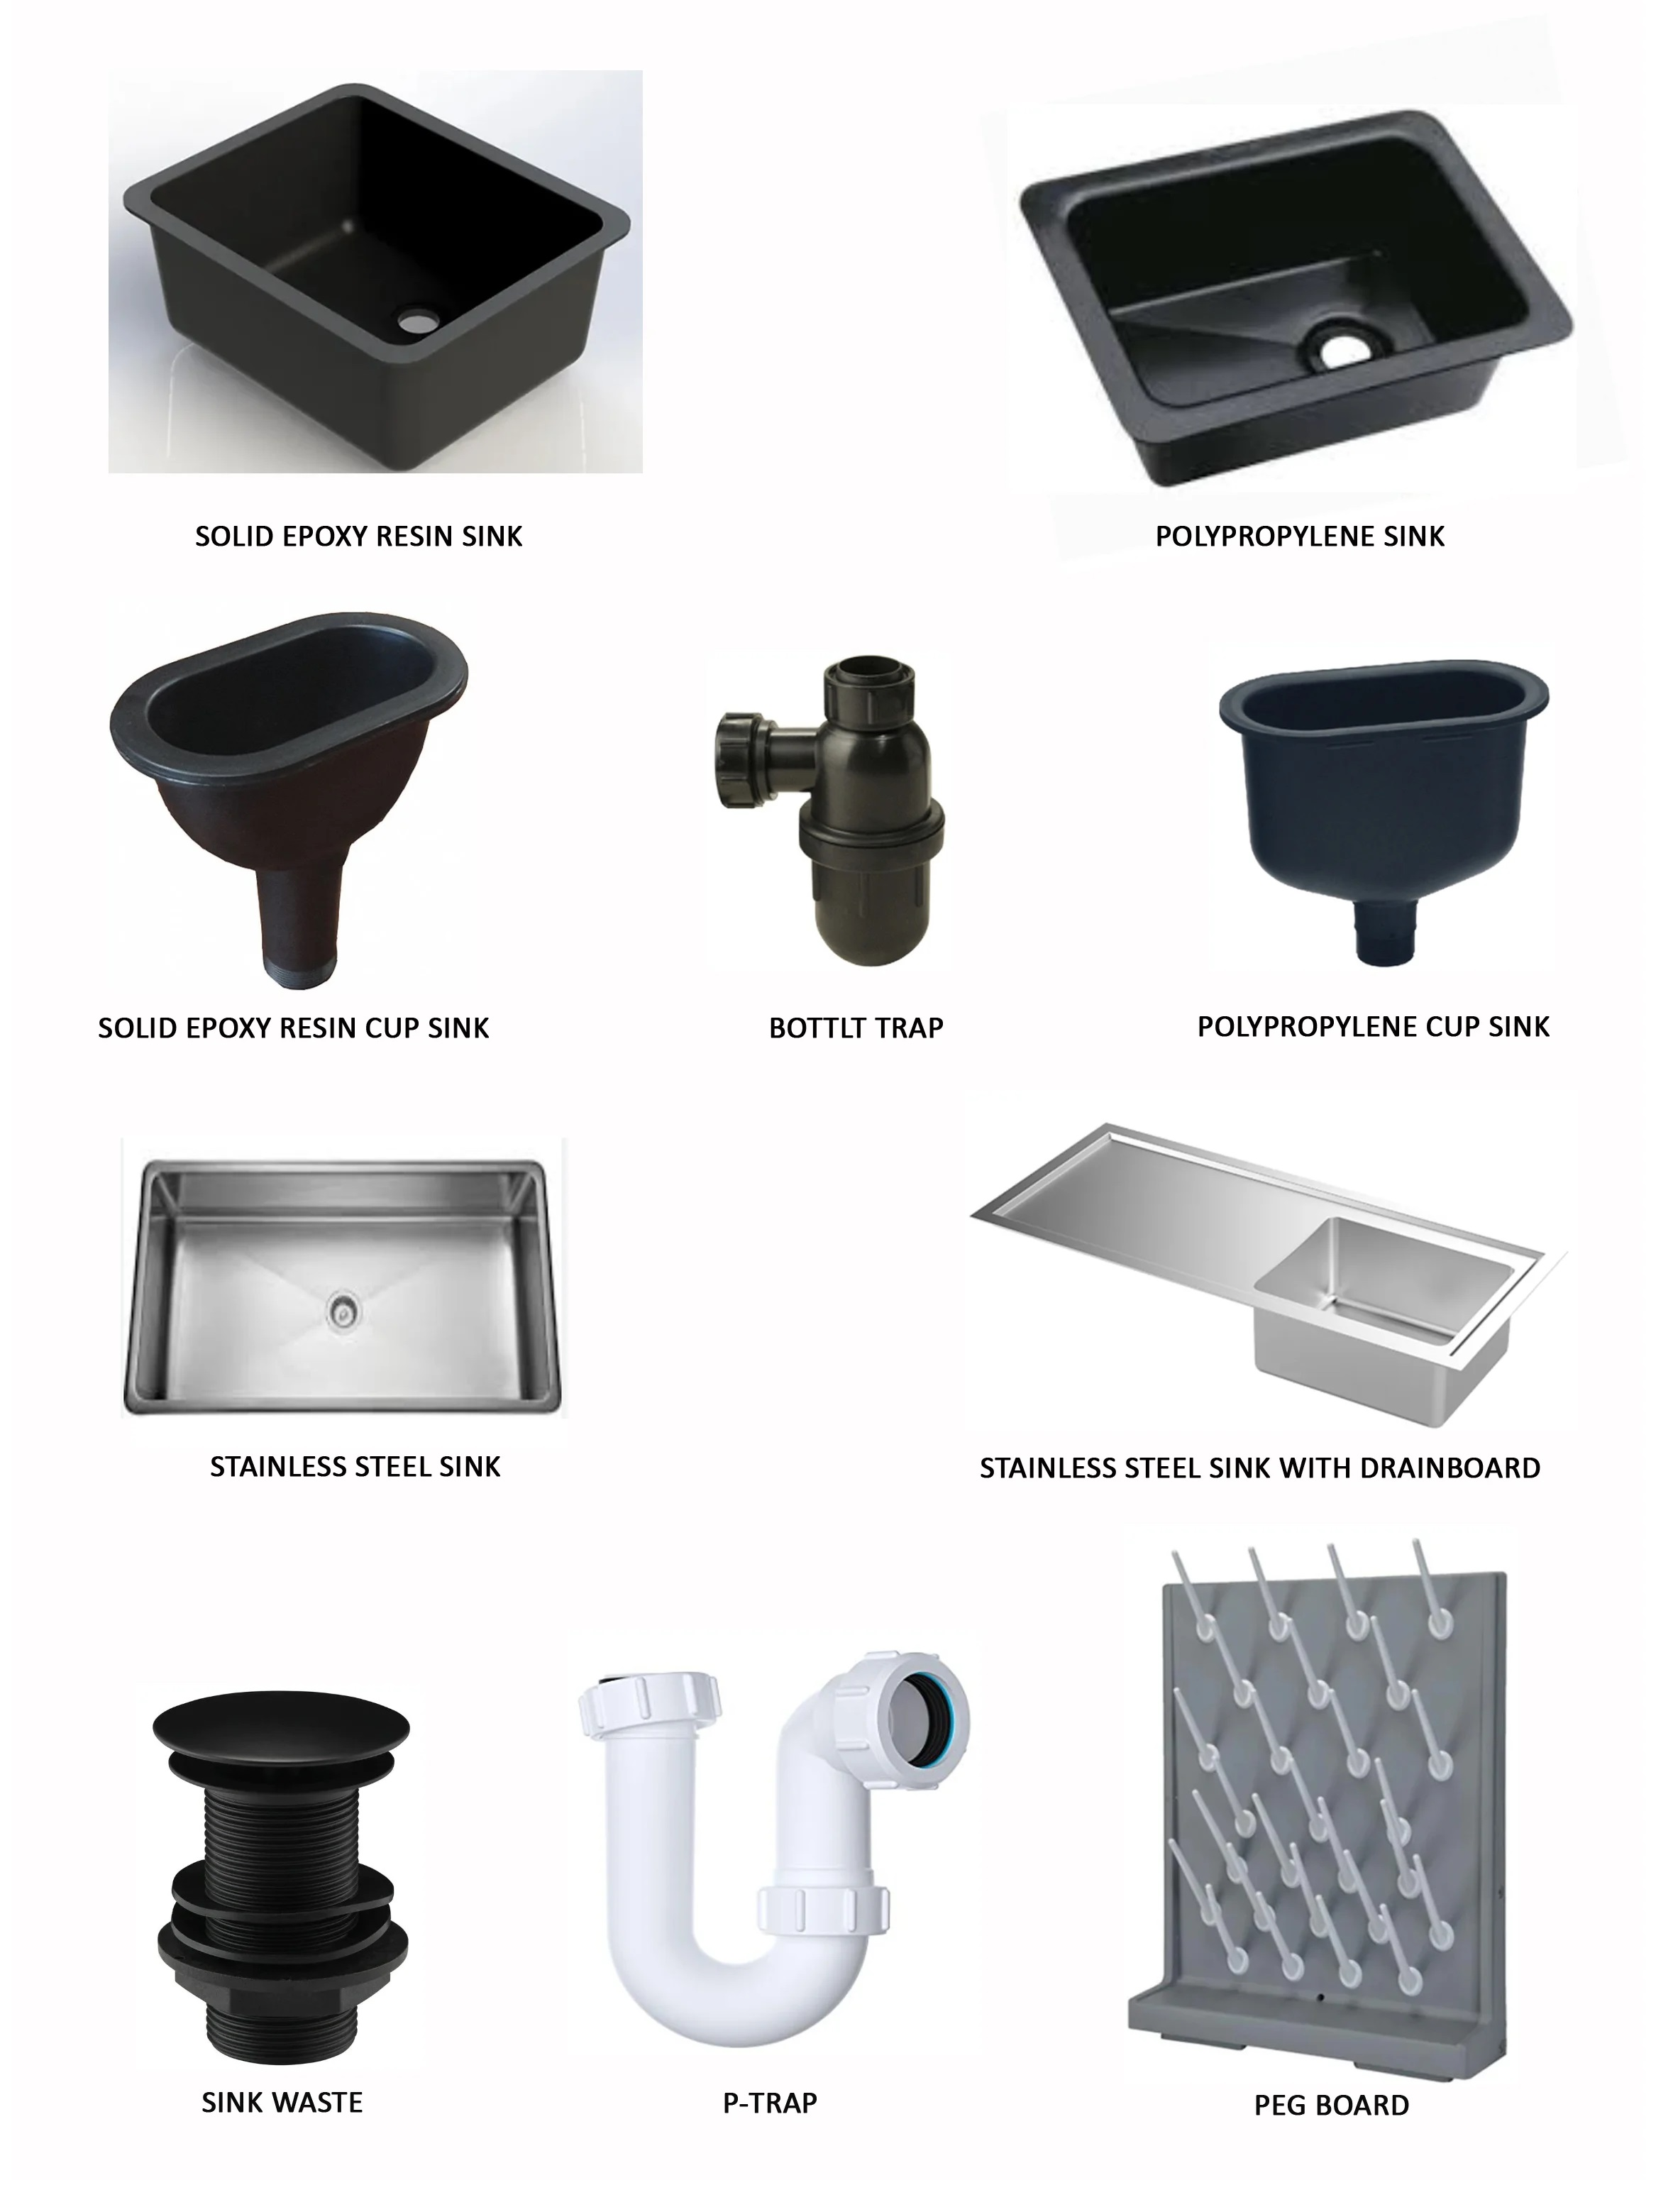 SOLID EPOXY RESIN SINK
POLYPROPYLENE SINK
SOLID EPOXY RESIN CUP SINK
BOTTLT TRAP
POLYPROPYLENE CUP SINK
STAINLESS STEEL SINK
STAINLESS STEEL SINK WITH DRAINBOARD
SINK WASTE
P-TRAP
PEG BOARD